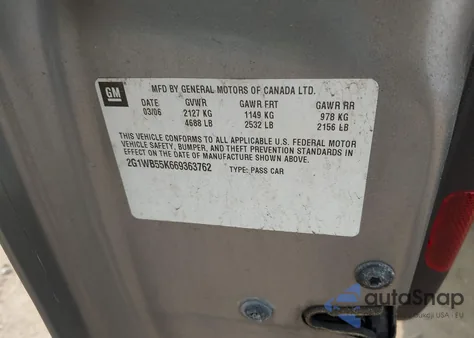 GM
MFD BY GENERAL MOTORS OF CANADA LTD.
DATE GVWR GAWR FRT GAWR RR
03/06 2127 KG 1149 KG 978 KG
4688 LB 2532 LB 2156 LB
THIS VEHICLE CONFORMS TO ALL APPLICABLE U.S. FEDERAL MOTOR
VEHICLE SAFETY, BUMPER, AND THEFT PREVENTION STANDARDS IN
EFFECT ON THE DATE OF MANUFACTURE SHOWN ABOVE.
2G1WB55K669363762 TYPE: PASS CAR
autoSnap
USA - EU